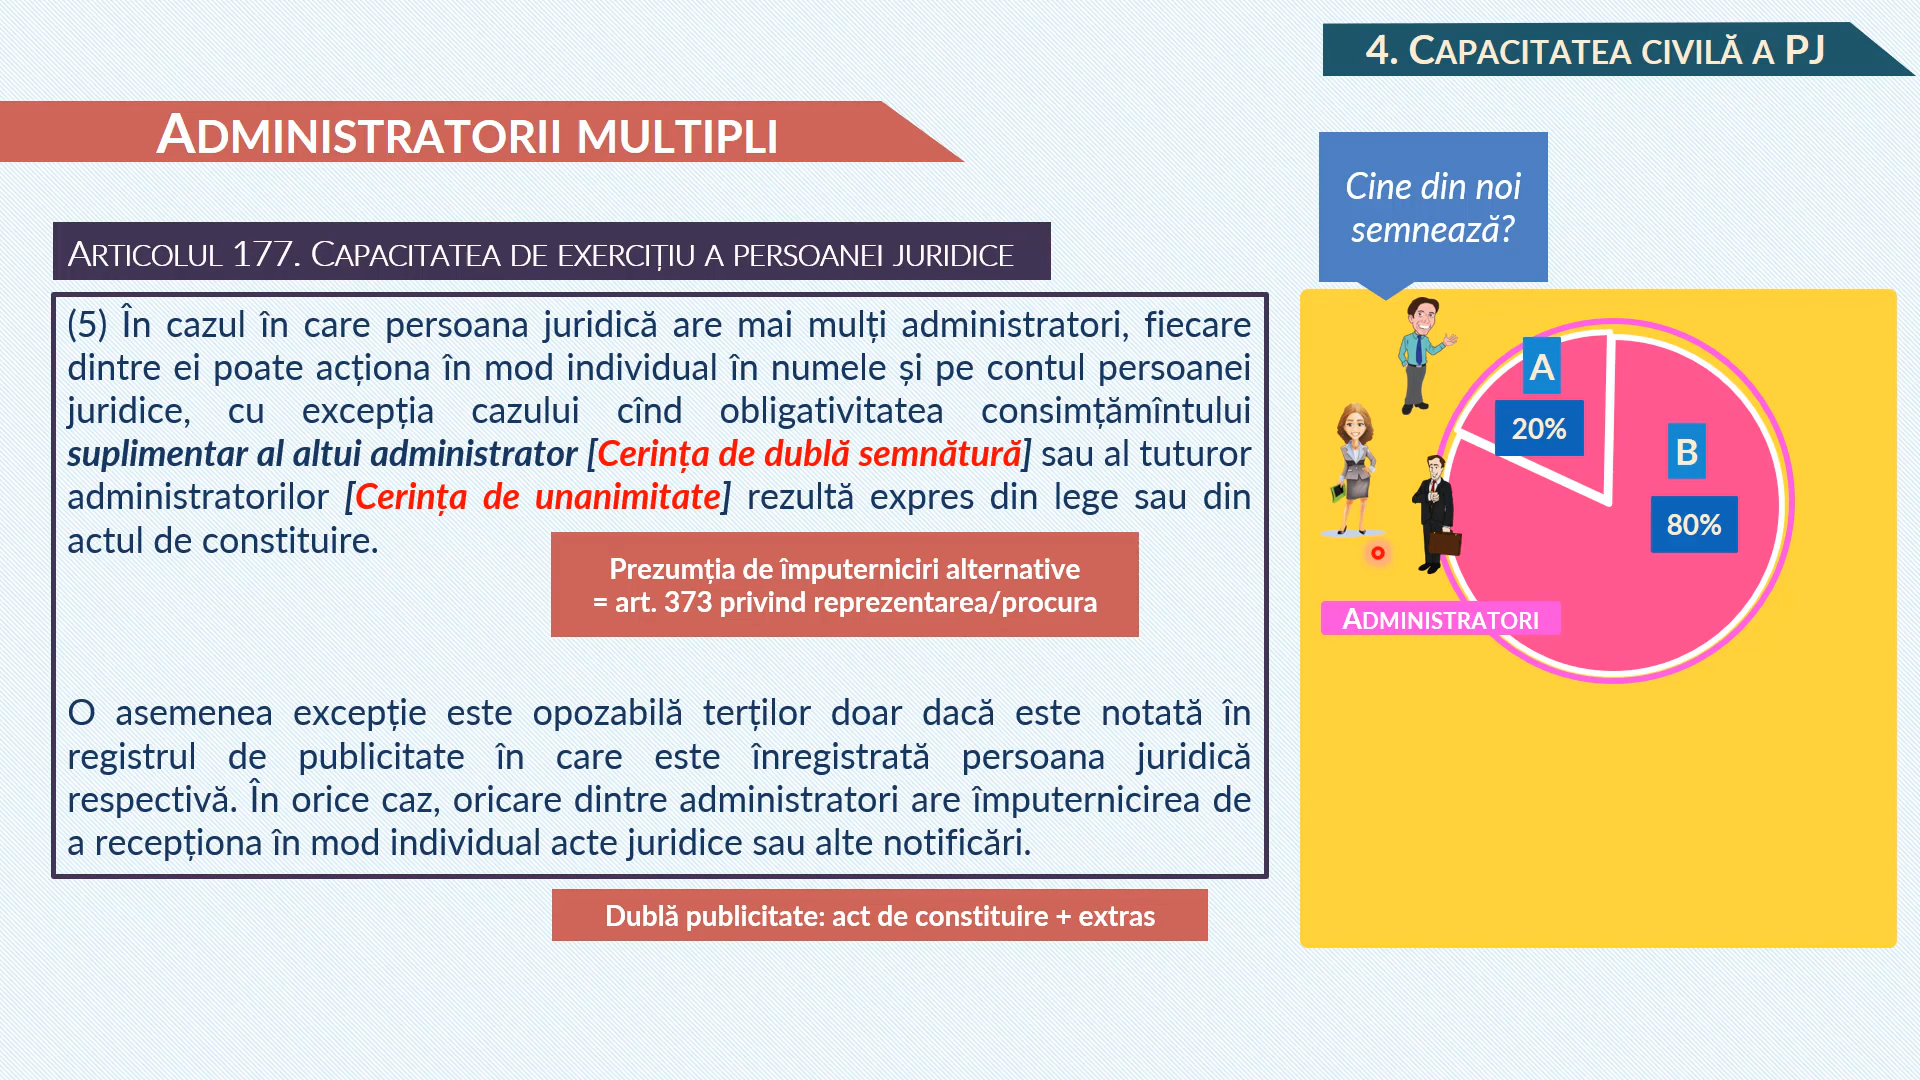 4. CAPACITATEA CIVILĂ A PJ
ADMINISTRATORII MULTIPLI
Cine din noi
semnează?
ARTICOLUL 177. CAPACITATEA DE EXERCIȚIU A PERSOANEI JURIDICE
(5) În cazul în care persoana juridică are mai mulți administratori, fiecare
dintre ei poate acționa în mod individual în numele și pe contul persoanei
juridice, cu excepția cazului cînd obligativitatea consimțămîntului
suplimentar al altui administrator [Cerința de dublă semnătură] sau al tuturor
administratorilor [Cerința de unanimitate] rezultă expres din lege sau din
actul de constituire.
Prezumția de împuterniciri alternative
= art. 373 privind reprezentarea/procura
O asemenea excepție este opozabilă terților doar dacă este notată în
registrul de publicitate în care este înregistrată persoana juridică
respectivă. În orice caz, oricare dintre administratori are împuternicirea de
a recepționa în mod individual acte juridice sau alte notificări.
Dublă publicitate: act de constituire + extras
A
20%
B
80%
ADMINISTRATORI